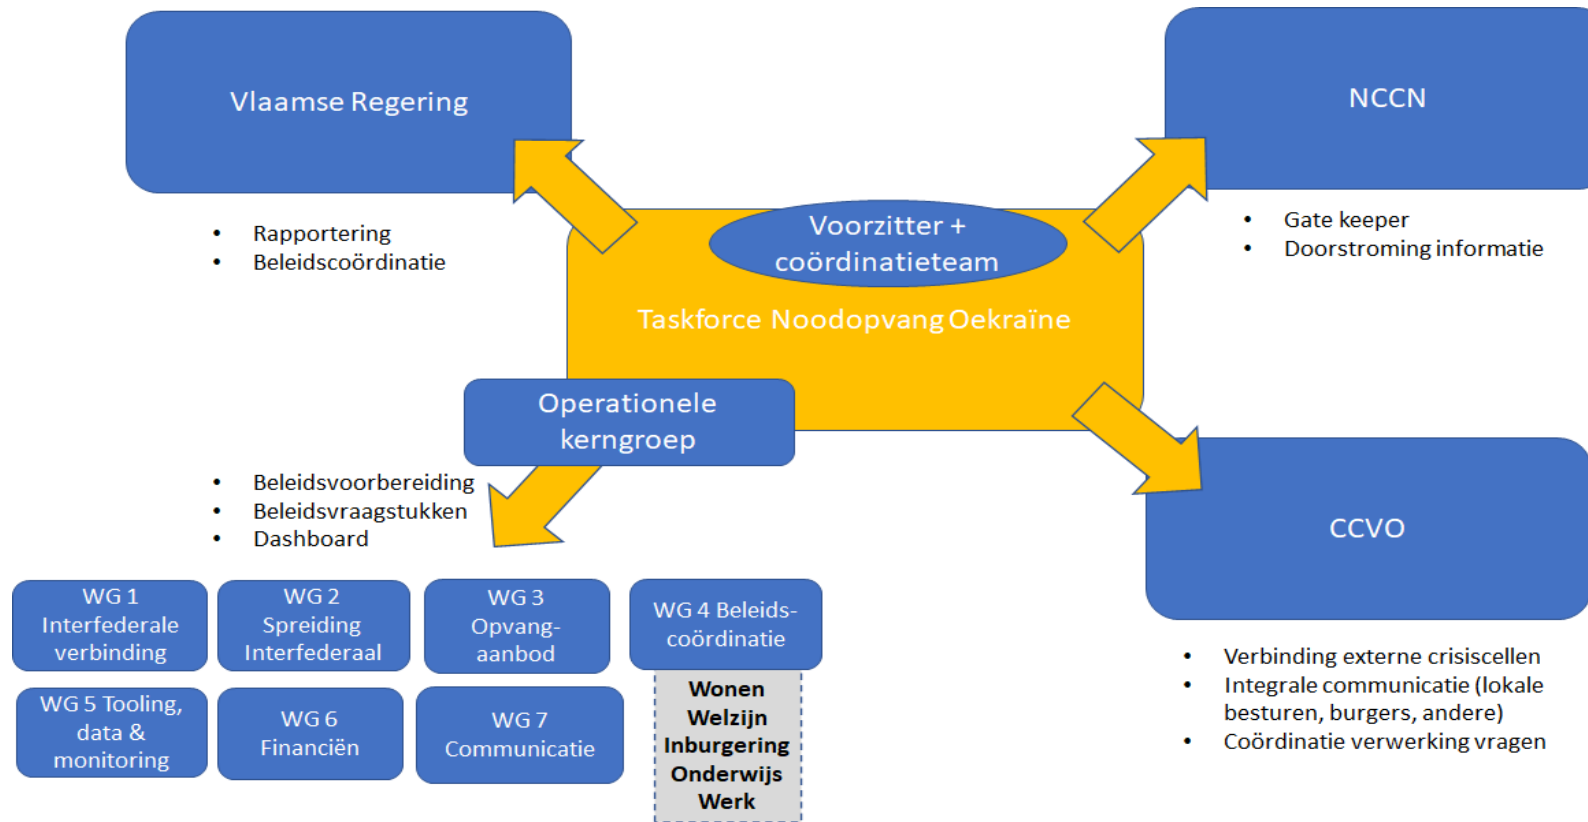 Vlaamse Regering
NCCN
• Rapportering
• Beleidscoördinatie
Voorzitter +
coördinatieteam
• Gate keeper
• Doorstroming informatie
Taskforce Noodopvang Oekraïne
Operationele
kerngroep
• Beleidsvoorbereiding
• Beleidsvraagstukken
• Dashboard
CCVO
• Verbinding externe crisiscellen
• Integrale communicatie (lokale
besturen, burgers, andere)
• Coördinatie verwerking vragen
WG 1
Interfederale
verbinding
WG 2
Spreiding
Interfederaal
WG 3
Opvang-
aanbod
WG 4 Beleids-
coördinatie
Wonen
Welzijn
Inburgering
Onderwijs
Werk
WG 5 Tooling,
data &
monitoring
WG 6
Financiën
WG 7
Communicatie